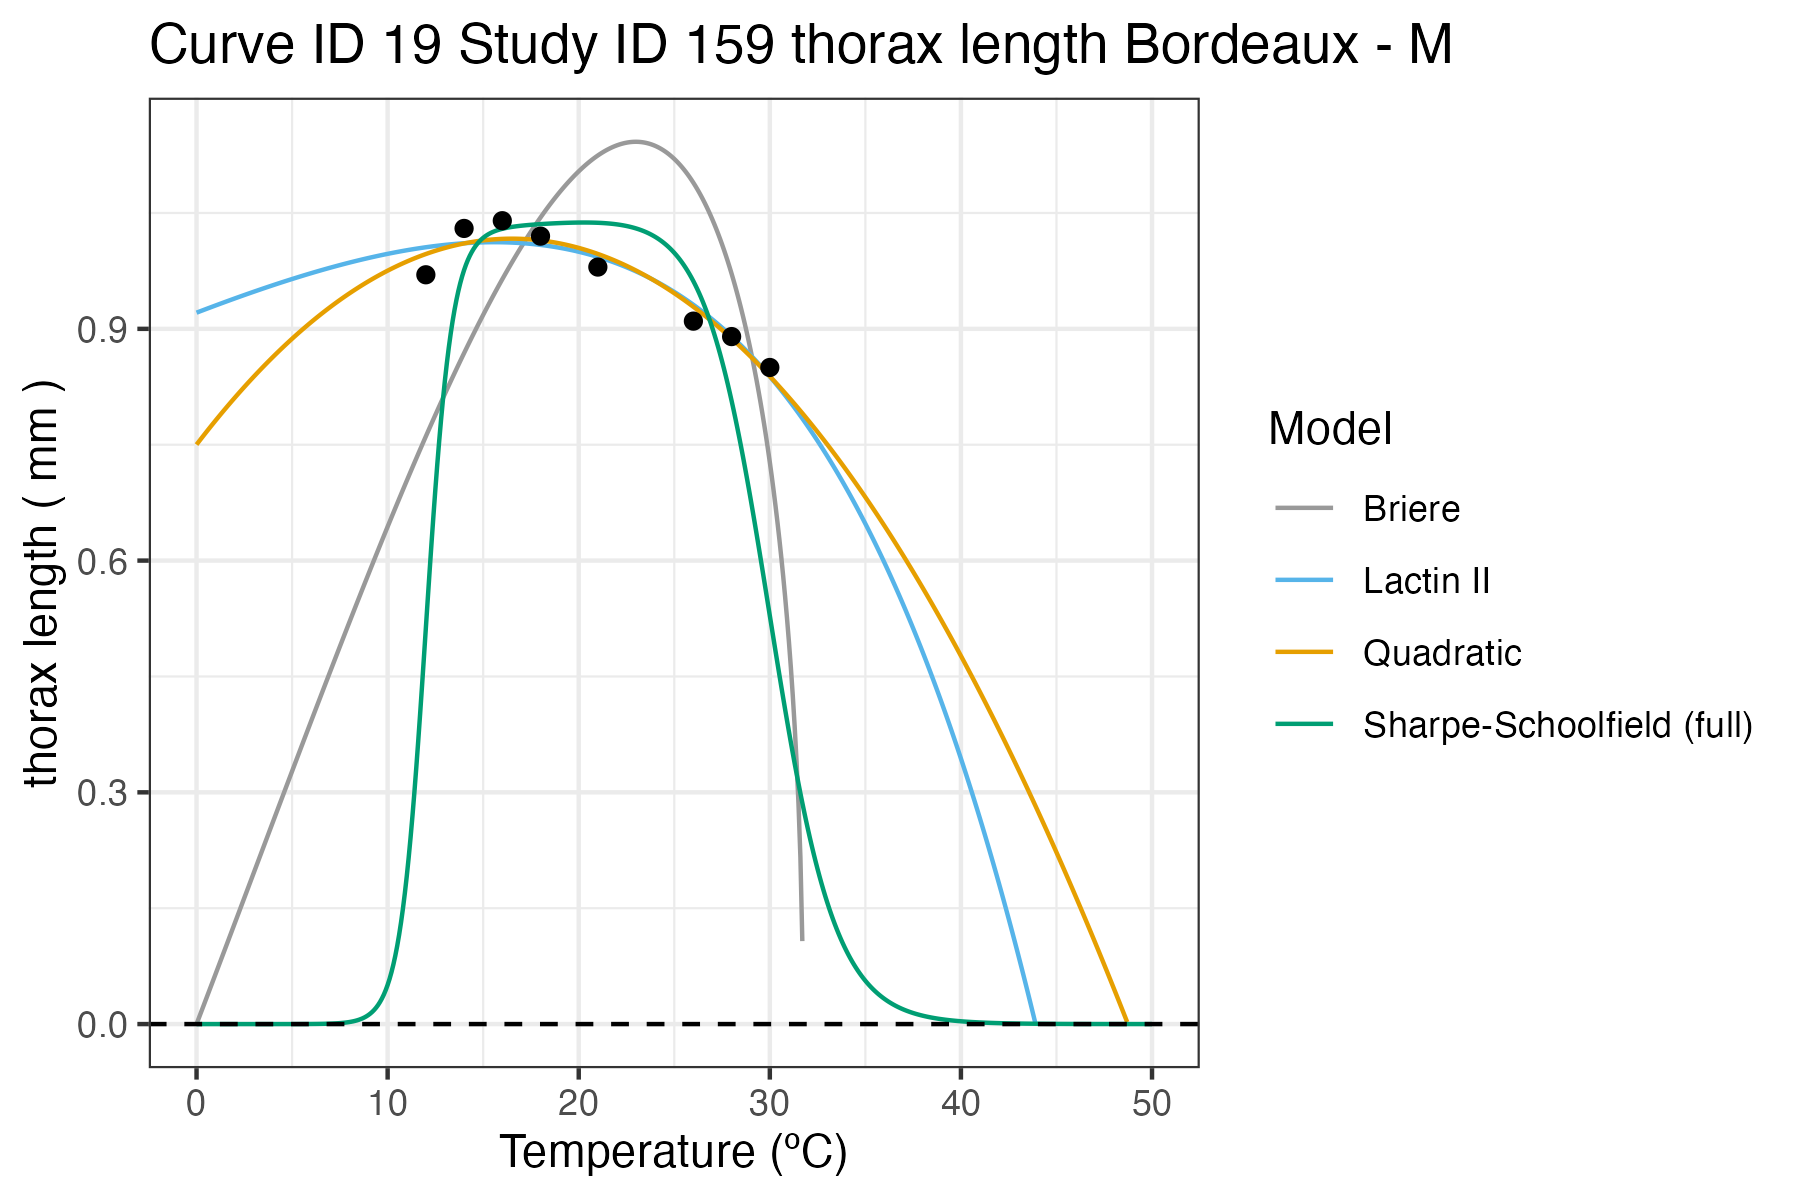 Curve ID 19 Study ID 159 thorax length Bordeaux - M
thorax length ( mm )
0.9
0.6
0.3
0.0
0 10 20 30 40 50
Temperature (ºC)
Model
Briere
Lactin II
Quadratic
Sharpe-Schoolfield (full)